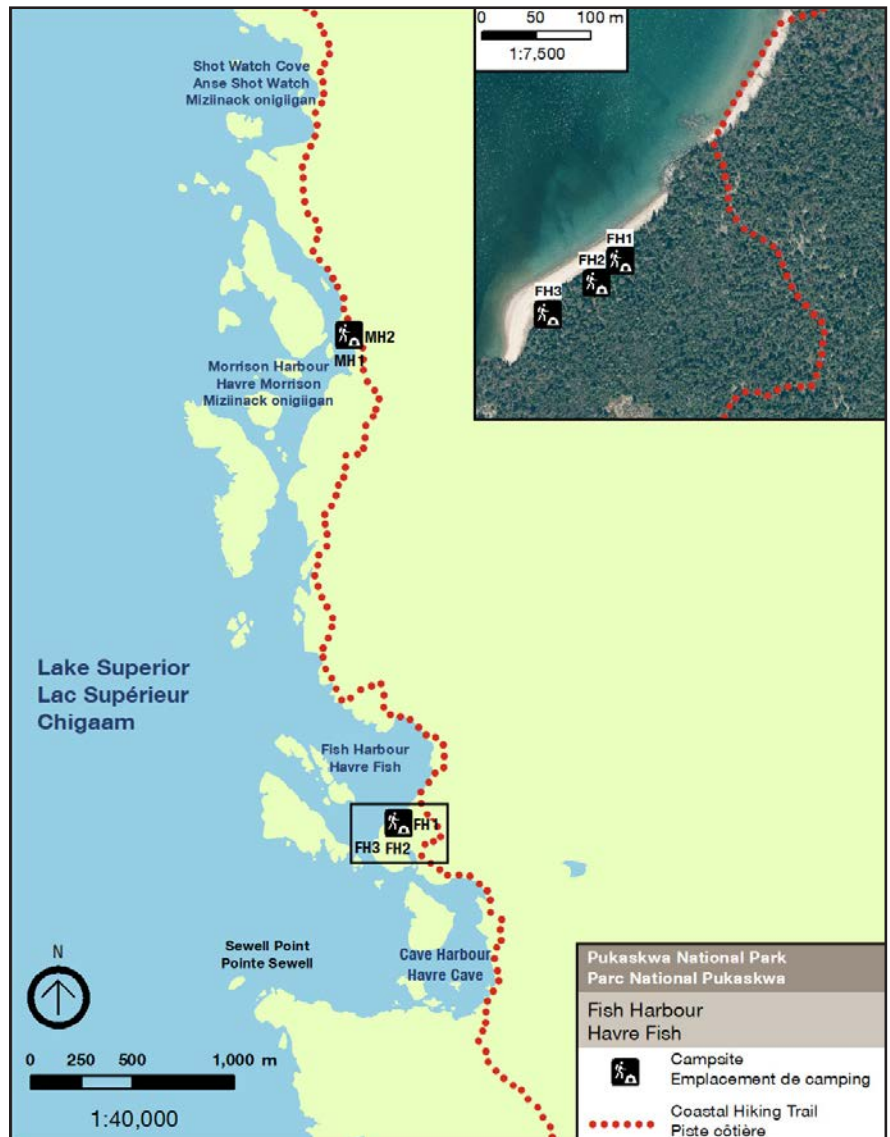 0 50 100 m
1:7,500
FH1
FH2
FH3
Shot Watch Cove
Anse Shot Watch
Miziinack onigiigan
MH2
MH1
Morrison Harbour
Havre Morrison
Miziinack onigiigan
Lake Superior
Lac Supérieur
Chigaam
Fish Harbour
Havre Fish
FH1
FH3 FH2
Sewell Point
Pointe Sewell
Cave Harbour
Havre Cave
N
0 250 500 1,000 m
1:40,000
Pukaskwa National Park
Parc National Pukaskwa
Fish Harbour
Havre Fish
Campsite
Emplacement de camping
Coastal Hiking Trail
Piste côtière